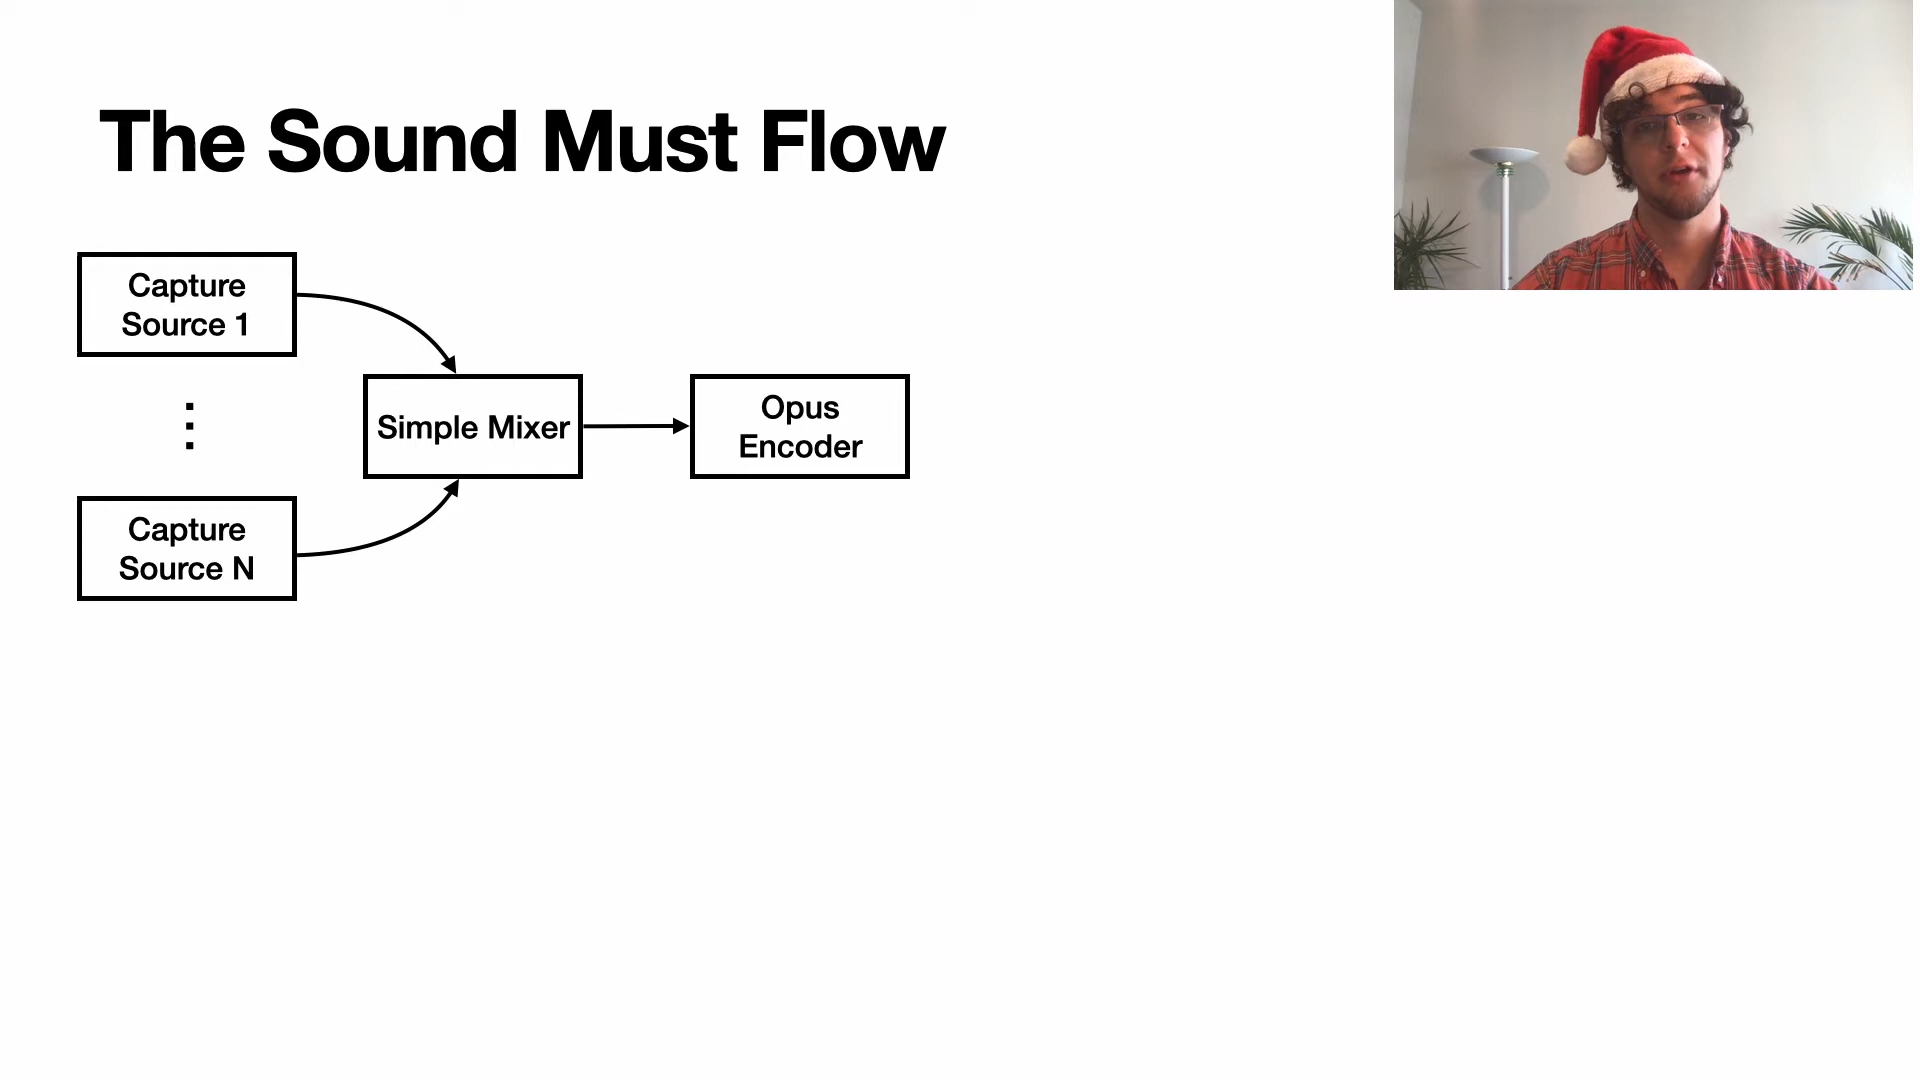 The Sound Must Flow
Capture
Source 1
Simple Mixer
Opus
Encoder
Capture
Source N